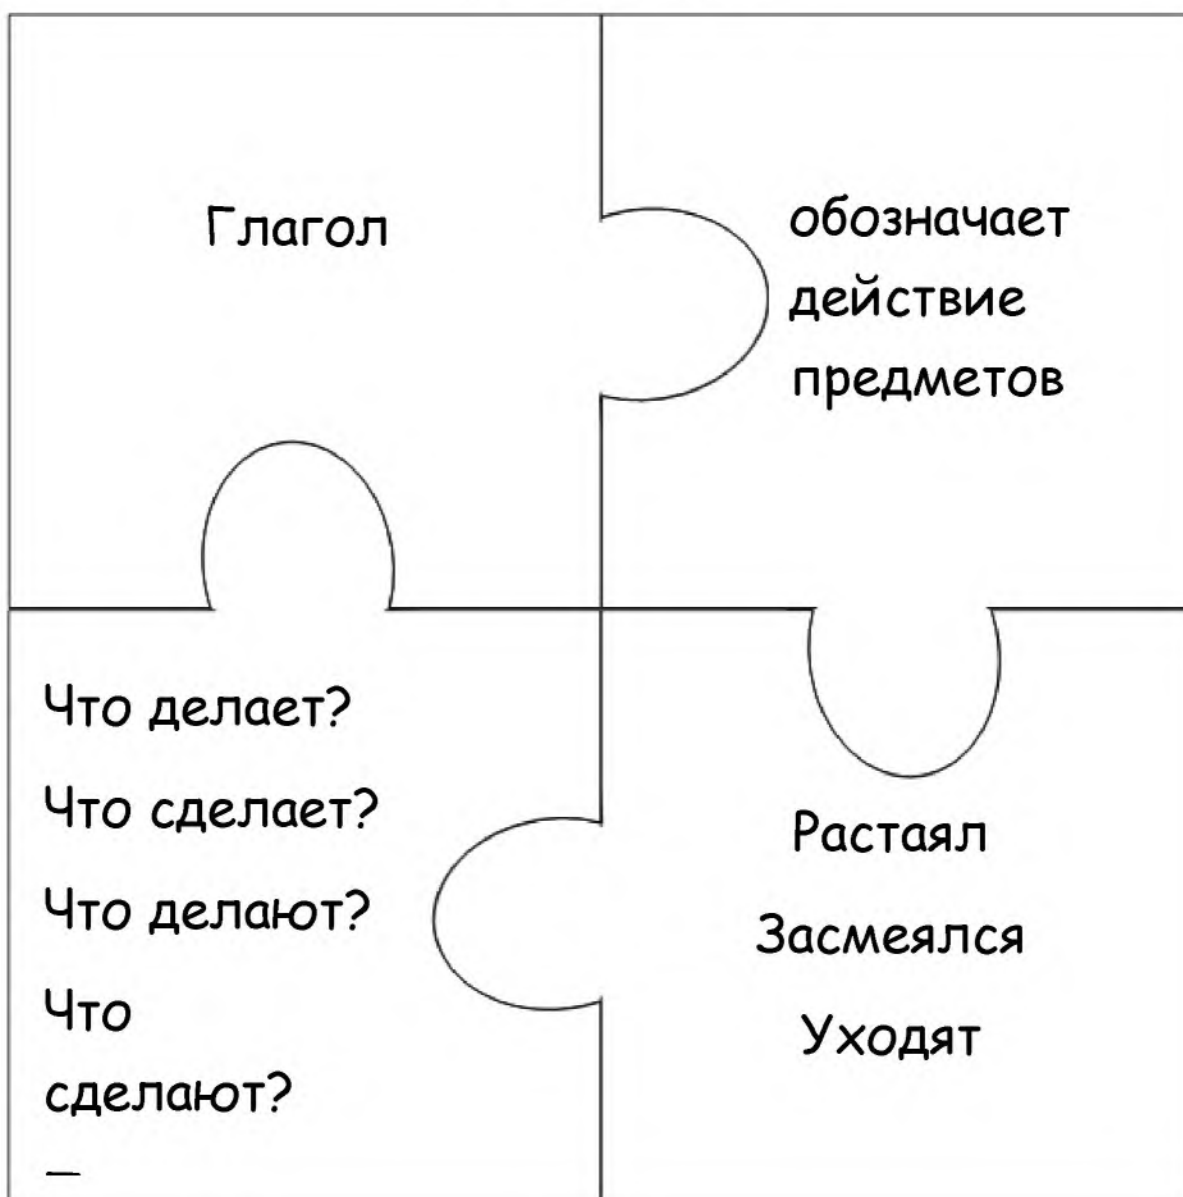 Глагол
обозначает
действие
предметов
Что делает?
Что сделает?
Что делают?
Что
сделают?
Растаял
Засмеялся
Уходят